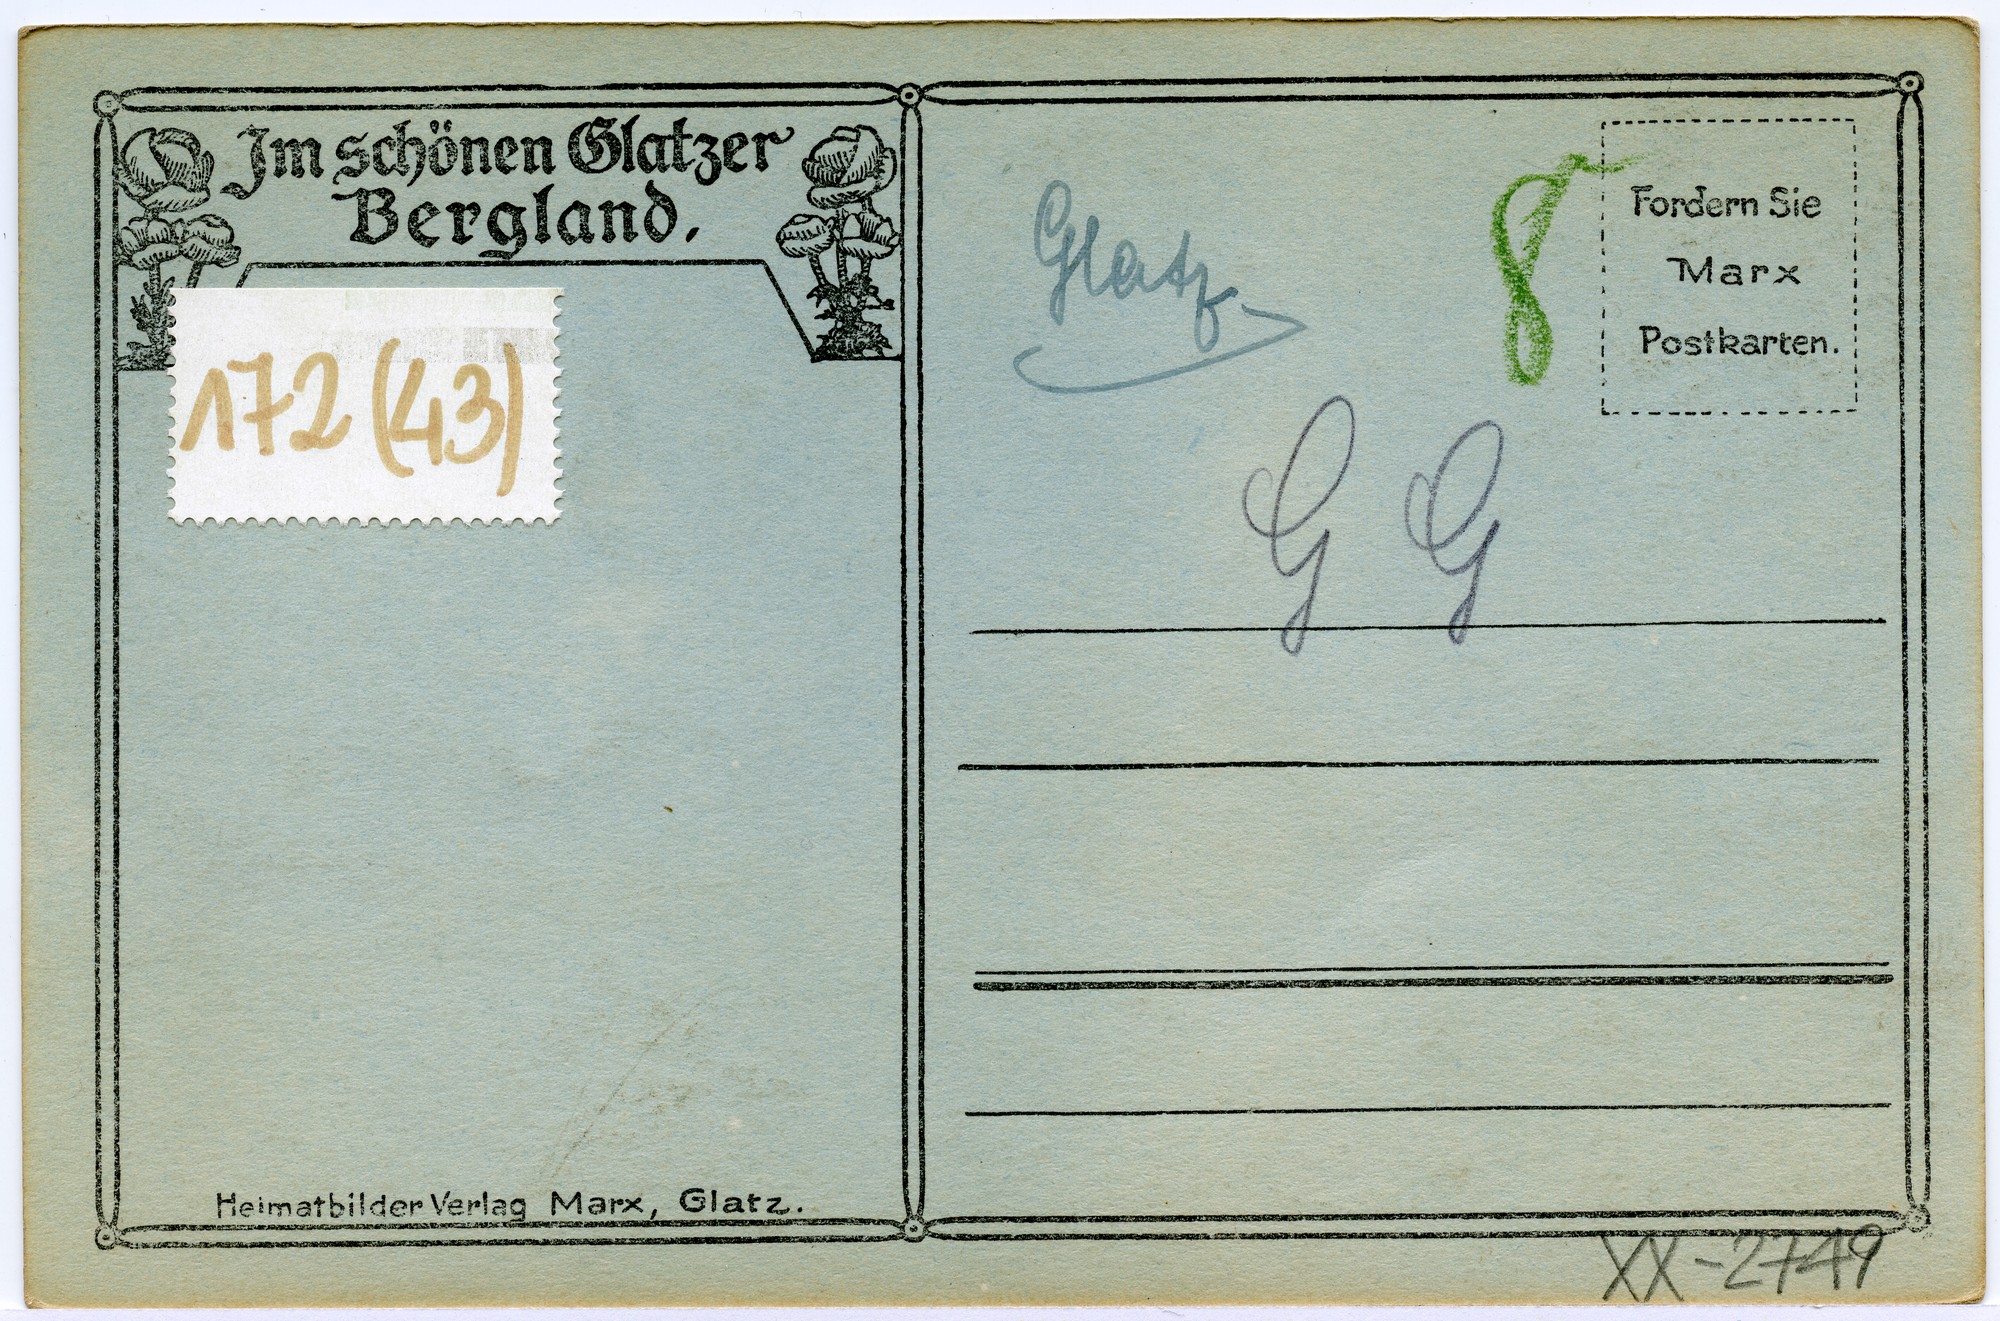 Im schönen Glatzer
Bergland.
172 (43)
Heimatbilder Verlag Marx, Glatz.
Glatz
8
Fordern Sie
Marx
Postkarten.
G G
XX-2749